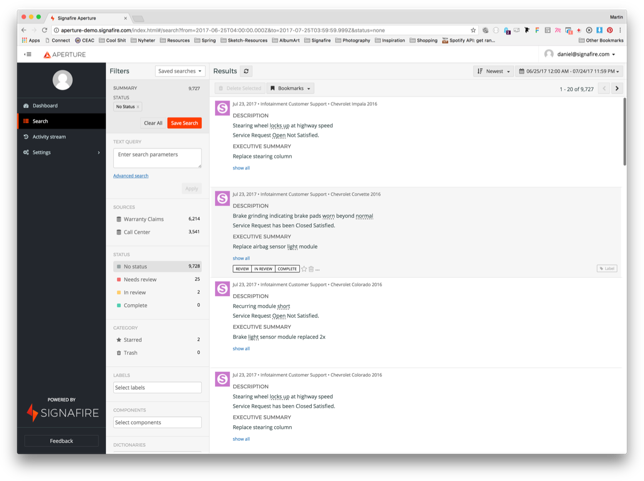 Signafire Aperture
Martin
aperture-demo.signafire.com/index.html#/search?from=2017-06-25T04:00:00.000Z&to=2017-07-25T03:59:59.999Z&status=none
Apps Connect CEAC Cool Shit Nyheter Resources Spring Sketch-Resources AlbumArt Signafire Photography Inspiration Shopping Spotify API: get ran... Other Bookmarks
APERTURE
daniel@signafire.com
Dashboard
Search
Activity stream
Settings
POWERED BY
SIGNAFIRE
Feedback
Filters
Saved searches
SUMMARY 9,727
STATUS
No Status ×
Clear All
Save Search
TEXT QUERY
Enter search parameters
Advanced search
Apply
SOURCES
Warranty Claims 6,214
Call Center 3,541
STATUS
No status 9,728
Needs review 25
In review 2
Complete 0
CATEGORY
Starred 2
Trash 3
LABELS
Select labels
COMPONENTS
Select components
DICTIONARIES
Results
Newest
06/25/17 12:00 AM - 07/24/17 11:59 PM
Delete Selected
Bookmarks
1 - 20 of 9,727
Jul 23, 2017 • Infotainment Customer Support • Chevrolet Impala 2016
DESCRIPTION
Stearing wheel locks up at highway speed
Service Request Open Not Satisfied.
EXECUTIVE SUMMARY
Replace stearing column
show all
Jul 23, 2017 • Infotainment Customer Support • Chevrolet Corvette 2016
DESCRIPTION
Brake grinding indicating brake pads worn beyond normal
Service Request has been Closed Satisfied.
EXECUTIVE SUMMARY
Replace airbag sensor light module
show all
REVIEW IN REVIEW COMPLETE
Label
Jul 23, 2017 • Infotainment Customer Support • Chevrolet Colorado 2016
DESCRIPTION
Recurring module short
Service Request Open Not Satisfied.
EXECUTIVE SUMMARY
Brake light sensor module replaced 2x
show all
Jul 23, 2017 • Infotainment Customer Support • Chevrolet Colorado 2016
DESCRIPTION
Stearing wheel locks up at highway speed
Service Request has been Closed Satisfied.
EXECUTIVE SUMMARY
Replace stearing column
show all